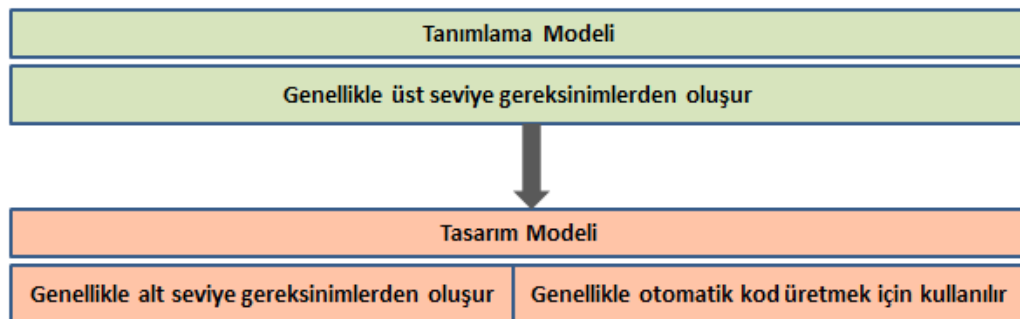 Tanımlama Modeli
Genellikle üst seviye gereksinimlerden oluşur
Tasarım Modeli
Genellikle alt seviye gereksinimlerden oluşur
Genellikle otomatik kod üretmek için kullanılır